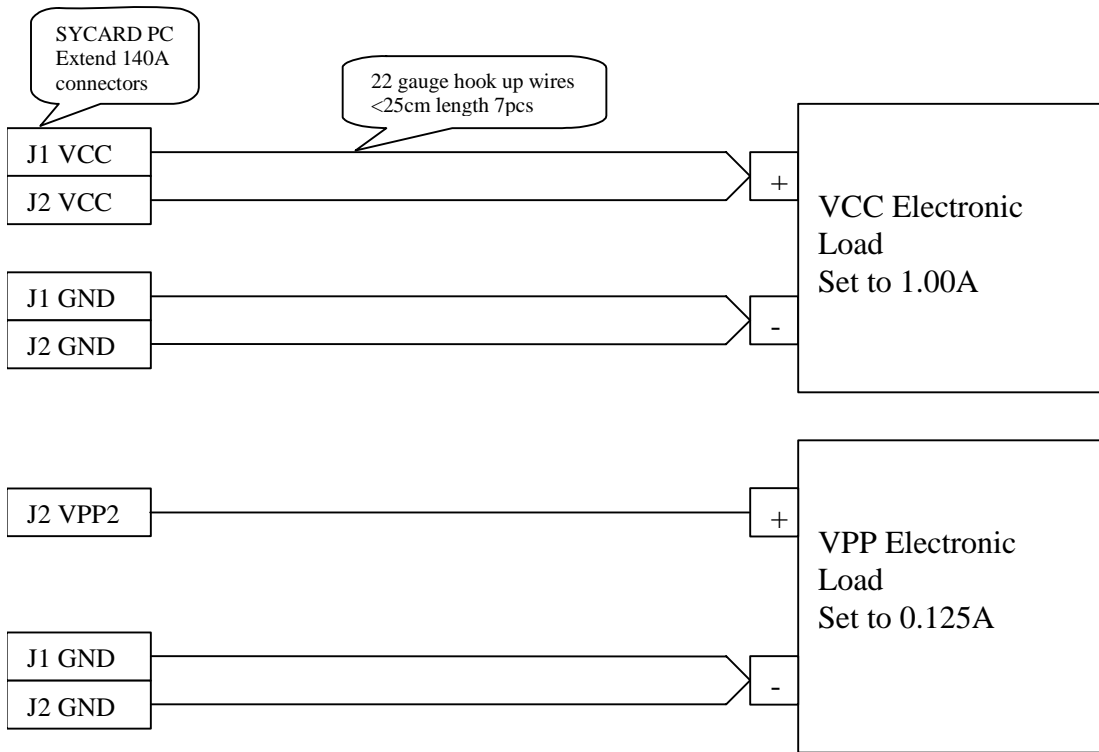 SYCARD PC
Extend 140A
connectors
22 gauge hook up wires
<25cm length 7pcs
J1 VCC
J2 VCC
+
VCC Electronic
Load
Set to 1.00A
J1 GND
J2 GND
-
J2 VPP2
+
VPP Electronic
Load
Set to 0.125A
J1 GND
J2 GND
-